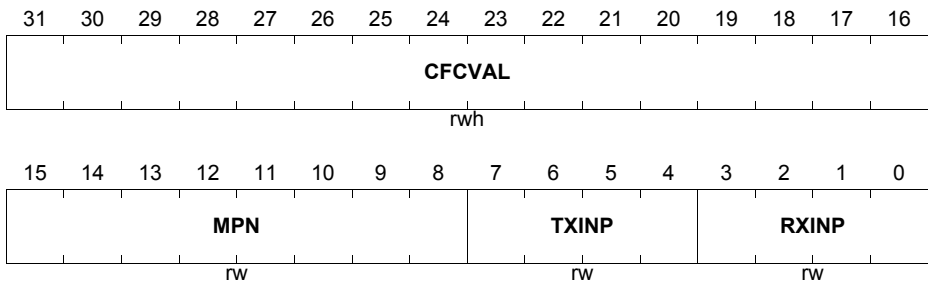 31 30 29 28 27 26 25 24 23 22 21 20 19 18 17 16
CFCVAL
rwh
15 14 13 12 11 10 9 8 7 6 5 4 3 2 1 0
MPN TXINP RXINP
rw rw rw